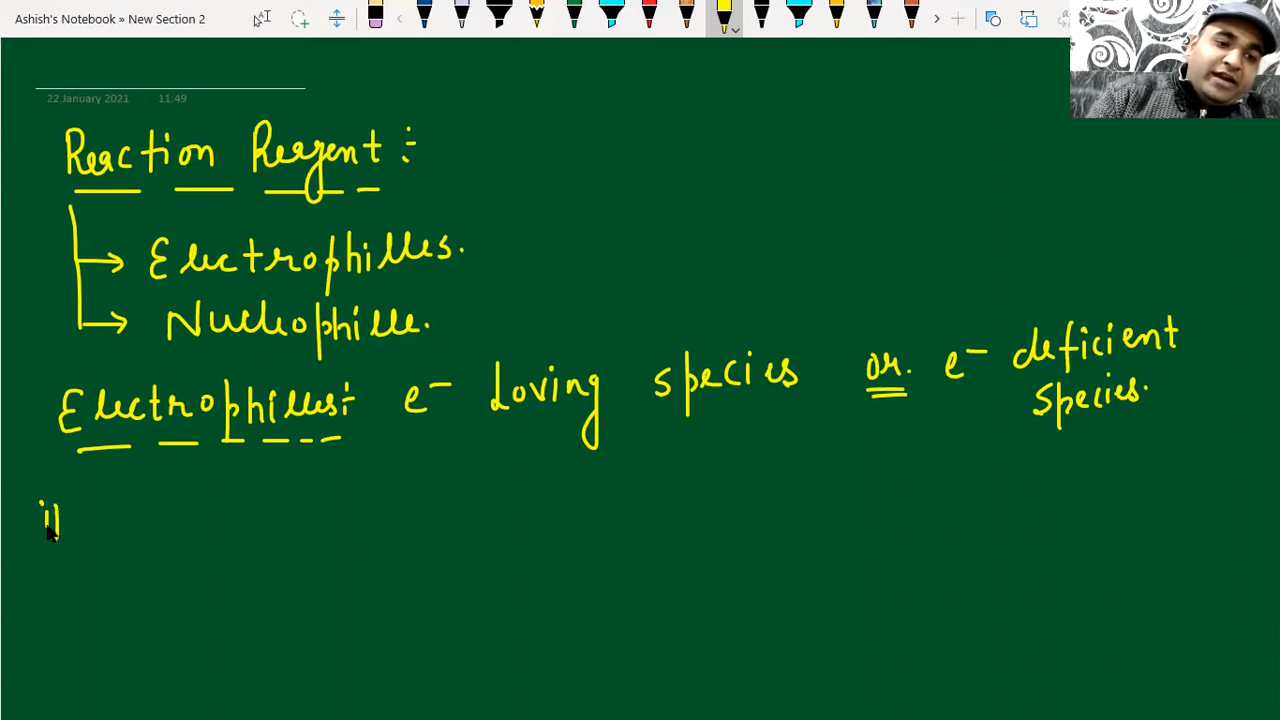 Ashish's Notebook » New Section 2
22 January 2021 11:49
Reaction Reagent :-
→ Electrophilles.
→ Nucleophille.
Electrophilles:- e⁻ Loving species or. e⁻ deficient
species.
i)